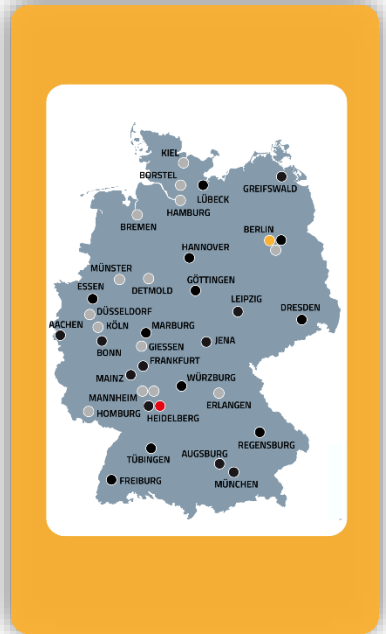 KIEL
BORSTEL
GREIFSWALD
LÜBECK
HAMBURG
BREMEN
BERLIN
HANNOVER
MÜNSTER
GÖTTINGEN
ESSEN
DETMOLD
LEIPZIG
DRESDEN
DÜSSELDORF
AACHEN
KÖLN
MARBURG
JENA
BONN
GIESSEN
FRANKFURT
MAINZ
WÜRZBURG
MANNHEIM
ERLANGEN
HOMBURG
HEIDELBERG
REGENSBURG
TÜBINGEN
AUGSBURG
FREIBURG
MÜNCHEN